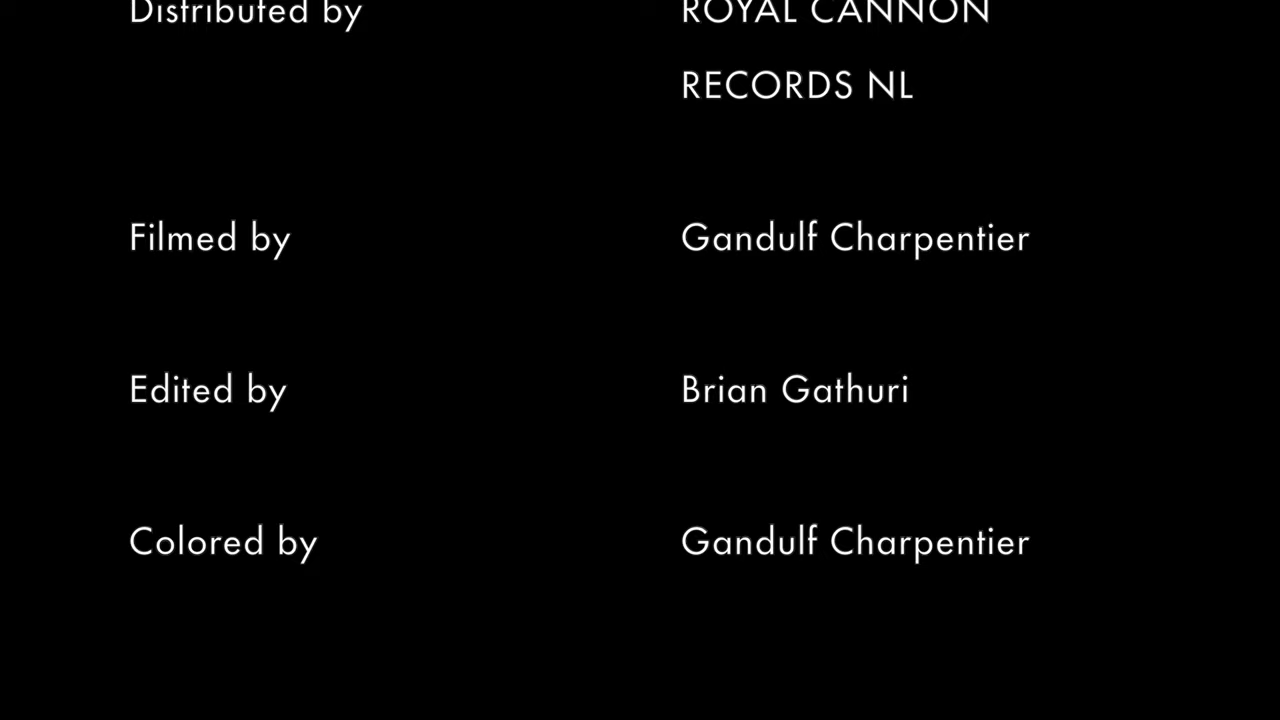 Distributed by ROYAL CANNON
RECORDS NL
Filmed by Gandulf Charpentier
Edited by Brian Gathuri
Colored by Gandulf Charpentier